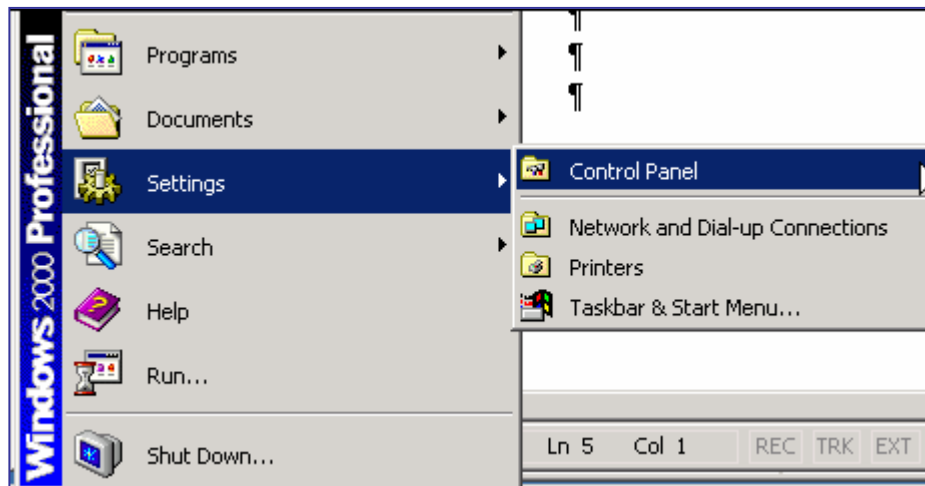 Windows 2000 Professional
Programs
Documents
Settings
Search
Help
Run...
Shut Down...
¶
¶
¶
Control Panel
Network and Dial-up Connections
Printers
Taskbar & Start Menu...
Ln 5 Col 1 REC TRK EXT